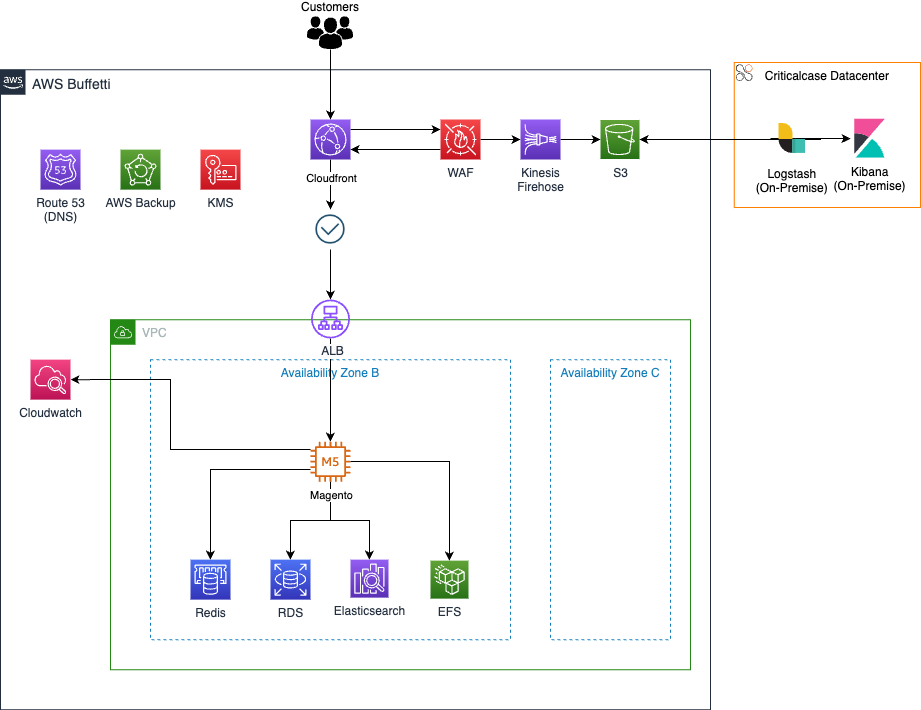 Customers
aws
AWS Buffetti
Criticalcase Datacenter
53
Route 53
(DNS)
AWS Backup
KMS
Cloudfront
WAF
Kinesis
Firehose
S3
Logstash
(On-Premise)
Kibana
(On-Premise)
VPC
ALB
Availability Zone B
Availability Zone C
Cloudwatch
M5
Magento
Redis
RDS
Elasticsearch
EFS